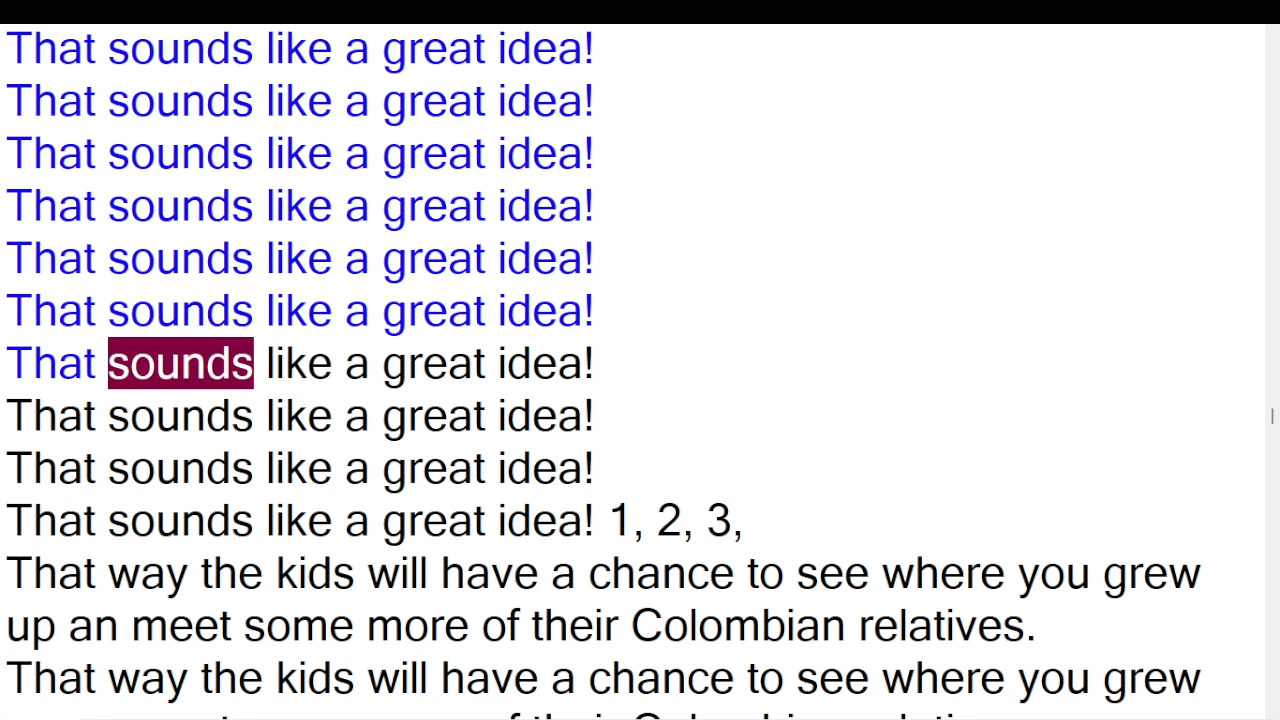 That sounds like a great idea!
That sounds like a great idea!
That sounds like a great idea!
That sounds like a great idea!
That sounds like a great idea!
That sounds like a great idea!
That sounds like a great idea!
That sounds like a great idea!
That sounds like a great idea!
That sounds like a great idea! 1, 2, 3,
That way the kids will have a chance to see where you grew
up an meet some more of their Colombian relatives.
That way the kids will have a chance to see where you grew